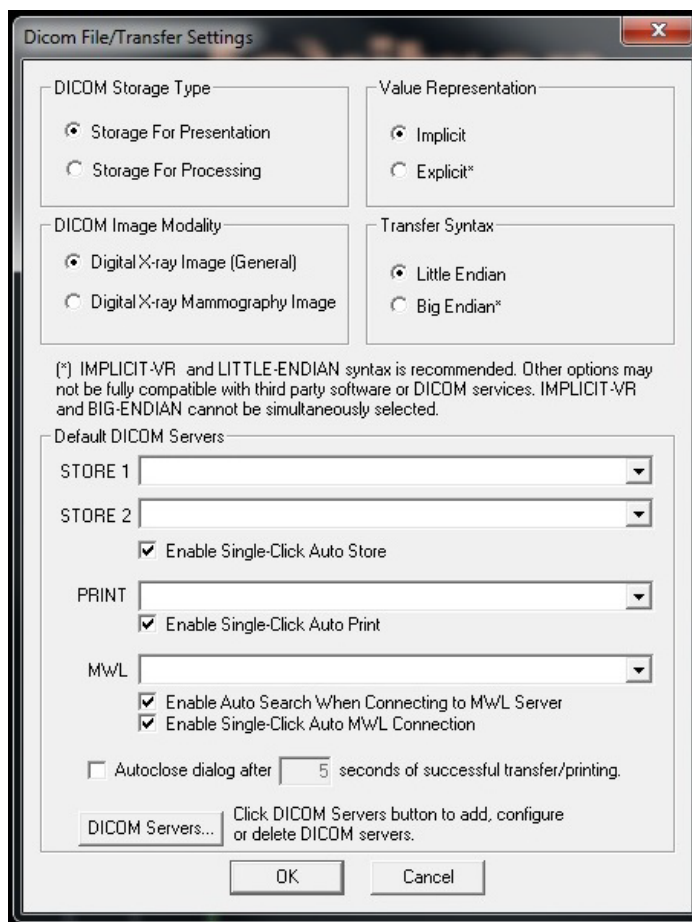 Dicom File/Transfer Settings
DICOM Storage Type
Storage For Presentation
Storage For Processing
Value Representation
Implicit
Explicit*
DICOM Image Modality
Digital X-ray Image (General)
Digital X-ray Mammography Image
Transfer Syntax
Little Endian
Big Endian*
(*) IMPLICIT-VR and LITTLE-ENDIAN syntax is recommended. Other options may
not be fully compatible with third party software or DICOM services. IMPLICIT-VR
and BIG-ENDIAN cannot be simultaneously selected.
Default DICOM Servers
STORE 1
STORE 2
Enable Single-Click Auto Store
PRINT
Enable Single-Click Auto Print
MWL
Enable Auto Search When Connecting to MWL Server
Enable Single-Click Auto MWL Connection
Autoclose dialog after 5 seconds of successful transfer/printing.
DICOM Servers...
Click DICOM Servers button to add, configure
or delete DICOM servers.
OK
Cancel